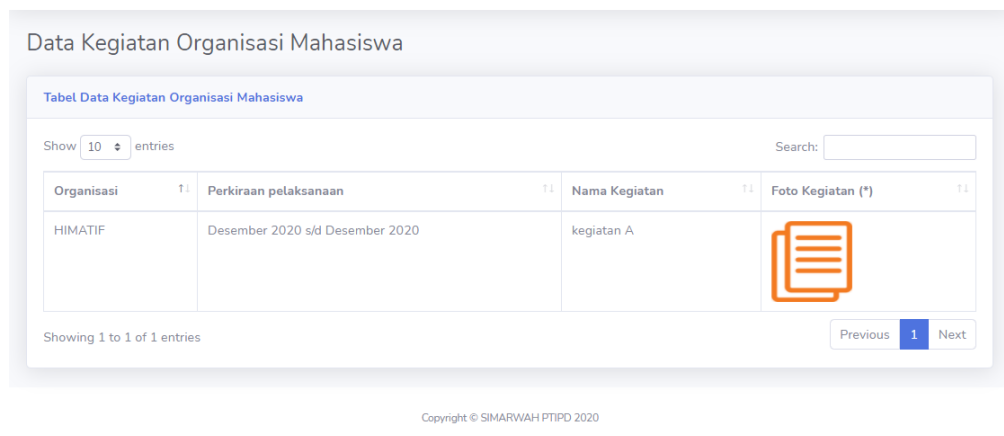 Data Kegiatan Organisasi Mahasiswa
Tabel Data Kegiatan Organisasi Mahasiswa
Show 10 entries
Search:
Organisasi Perkiraan pelaksanaan Nama Kegiatan Foto Kegiatan (*)
HIMATIF Desember 2020 s/d Desember 2020 kegiatan A
Showing 1 to 1 of 1 entries
Previous 1 Next
Copyright © SIMARWAH PTIPD 2020